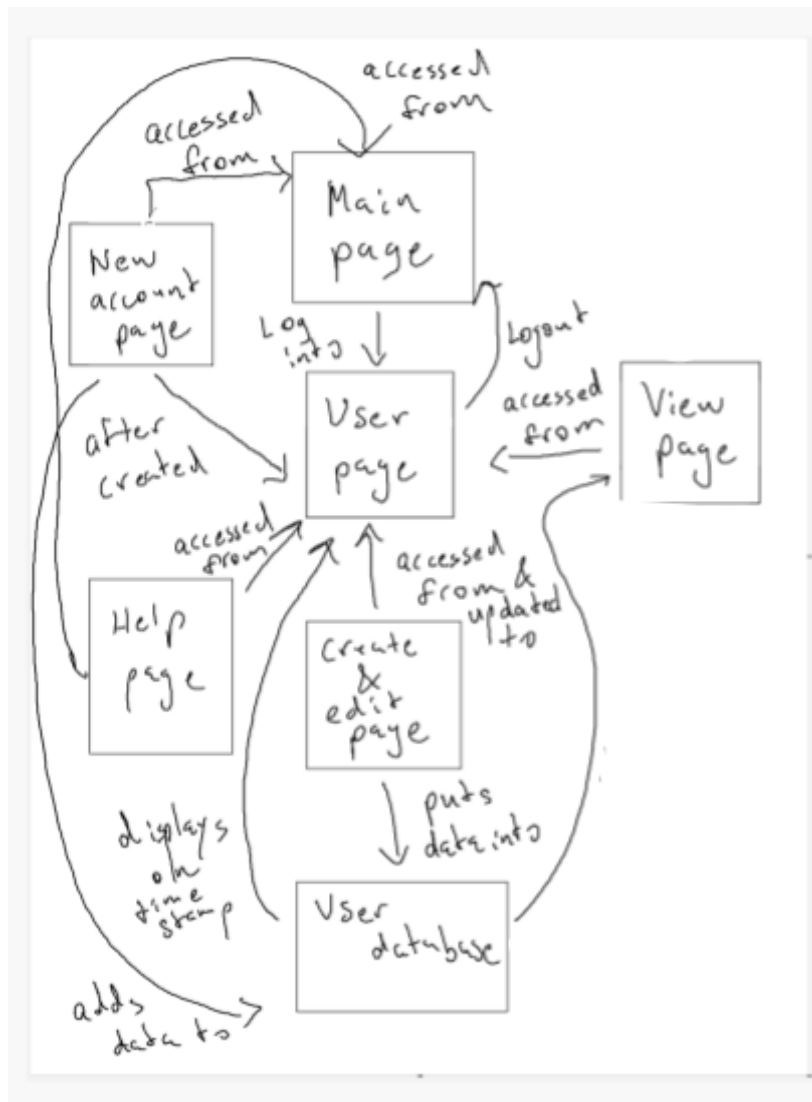 accessed
from
accessed
from
Main
page
New
account
page
Log
into
Logout
User
page
accessed
from
View
page
after
created
accessed
from
accessed
from &
updated
to
Help
page
Create
&
edit
page
puts
data into
displays
on
time
stamp
User
database
adds
data to